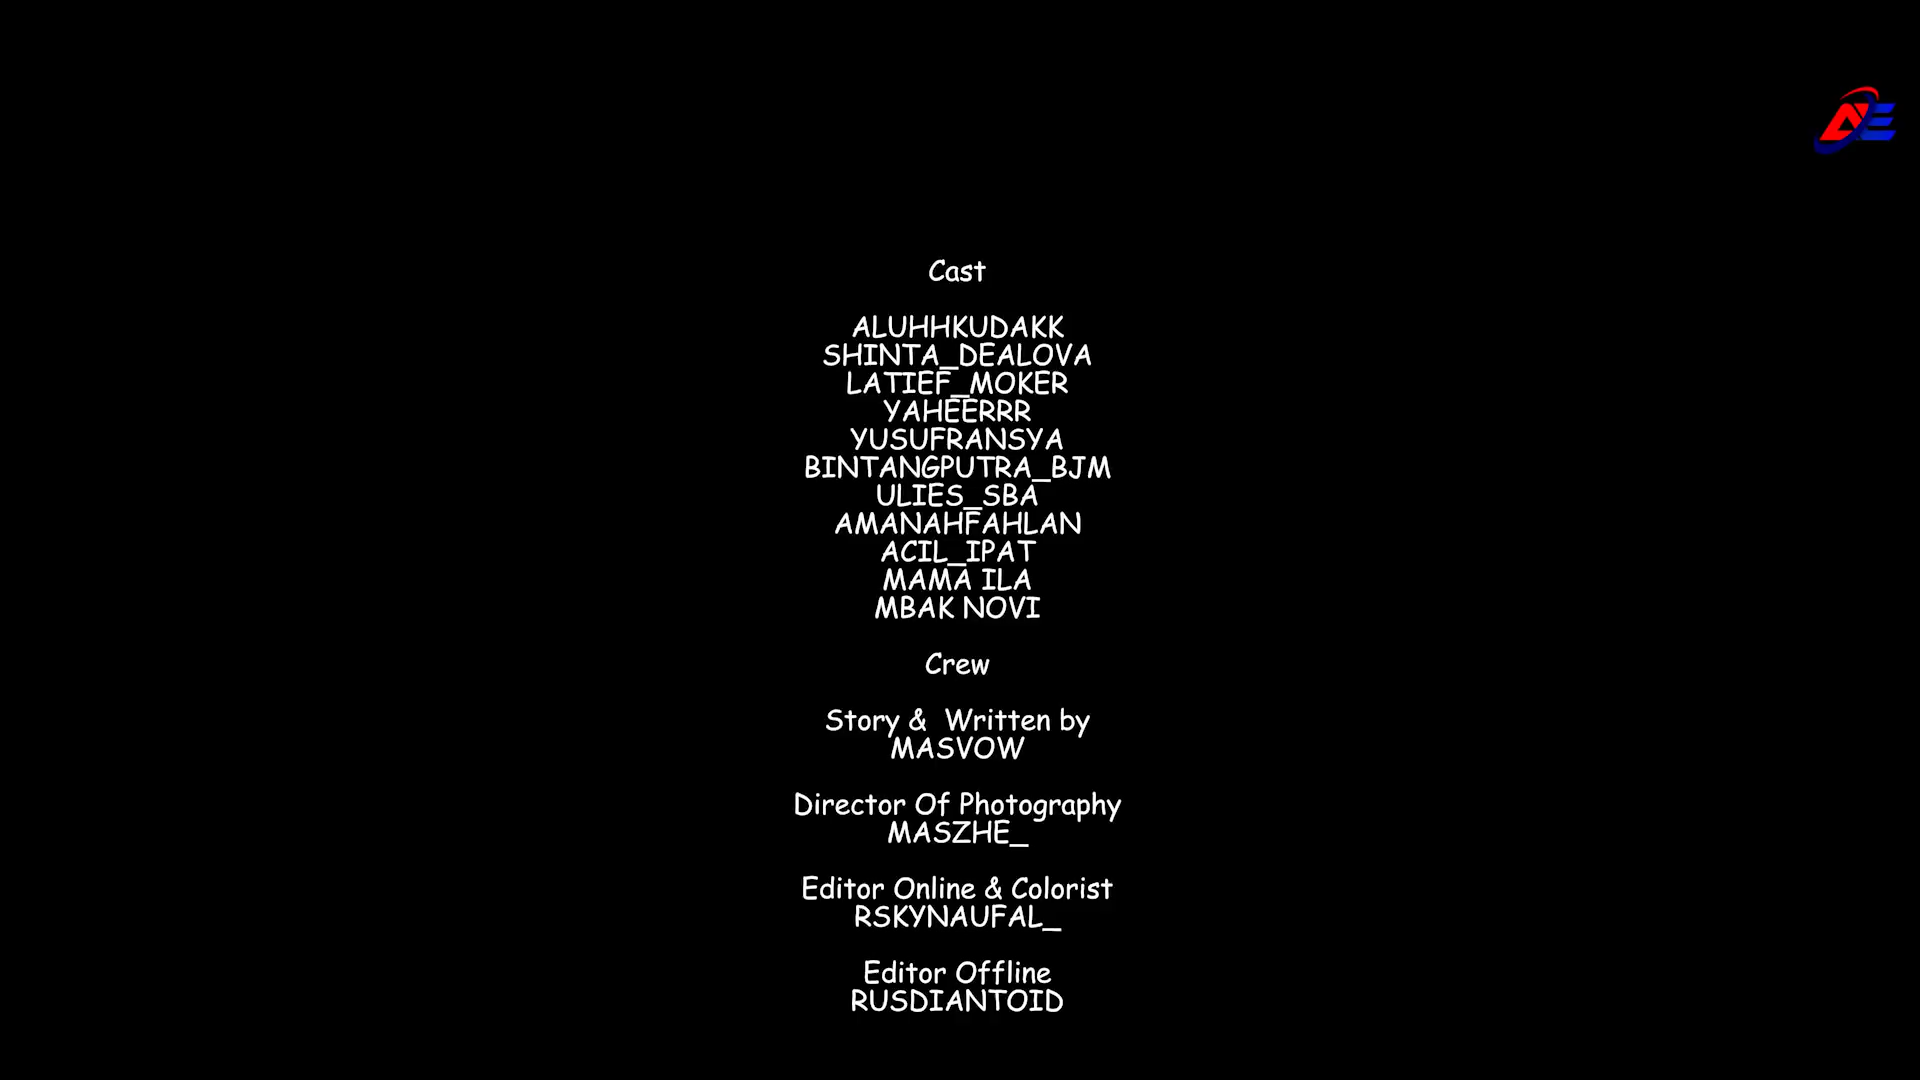 AE
Cast
ALUHHKUDAKK
SHINTA_DEALOVA
LATIEF_MOKER
YAHEERRR
YUSUFRANSYA
BINTANGPUTRA_BJM
ULIES_SBA
AMANAHFAHLAN
ACIL_IPAT
MAMA ILA
MBAK NOVI
Crew
Story &  Written by
MASVOW
Director Of Photography
MASZHE_
Editor Online & Colorist
RSKYNAUFAL_
Editor Offline
RUSDIANTOID